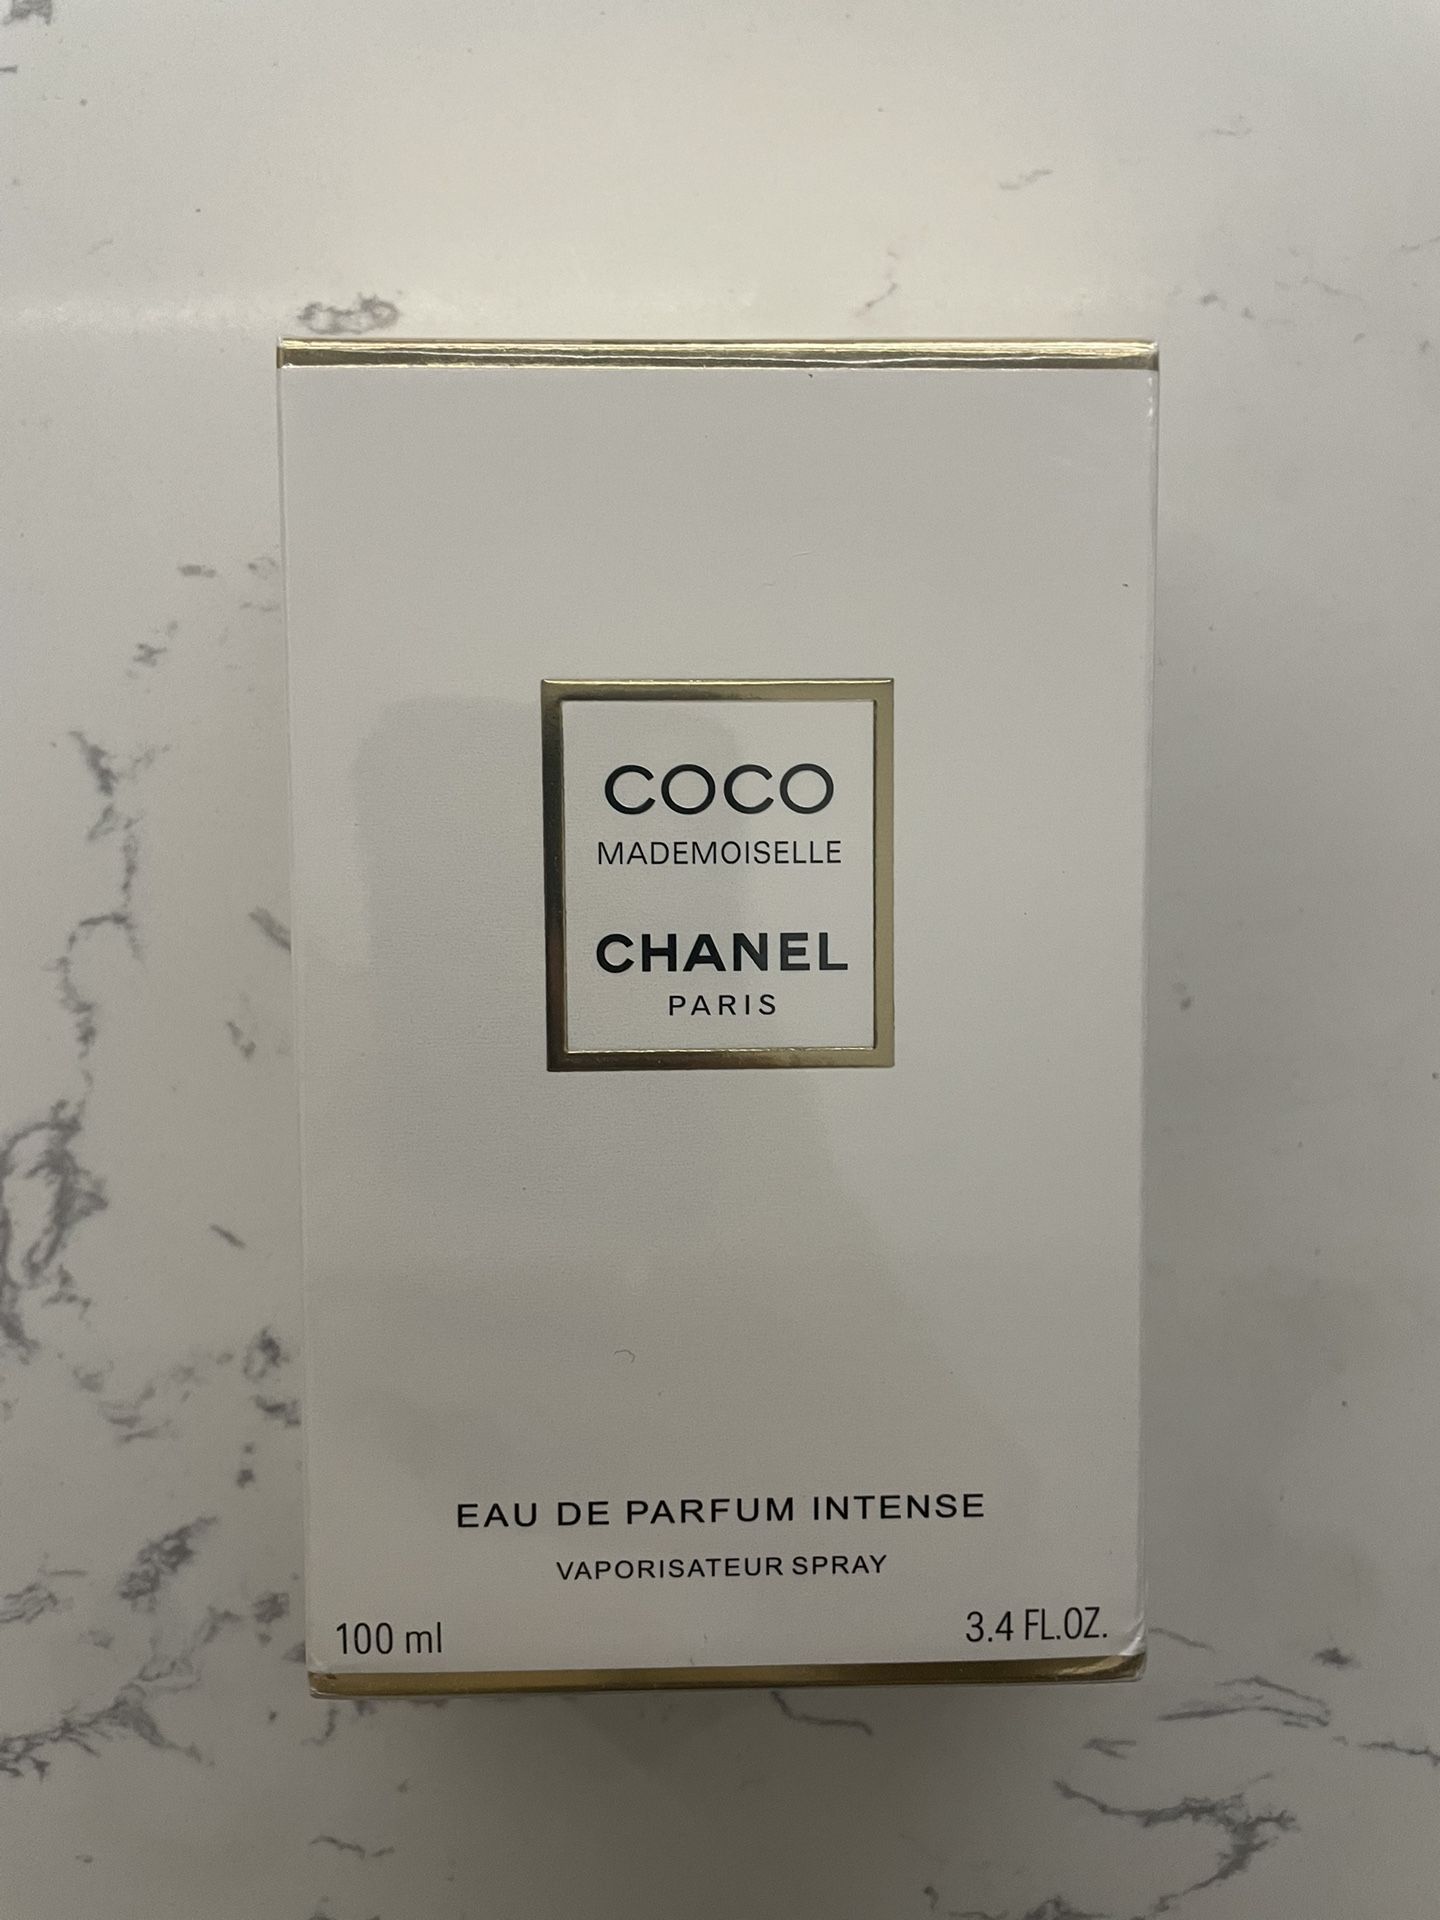 COCO
MADEMOISELLE
CHANEL
PARIS
EAU DE PARFUM INTENSE
VAPORISATEUR SPRAY
100 ml 3.4 FL.OZ.